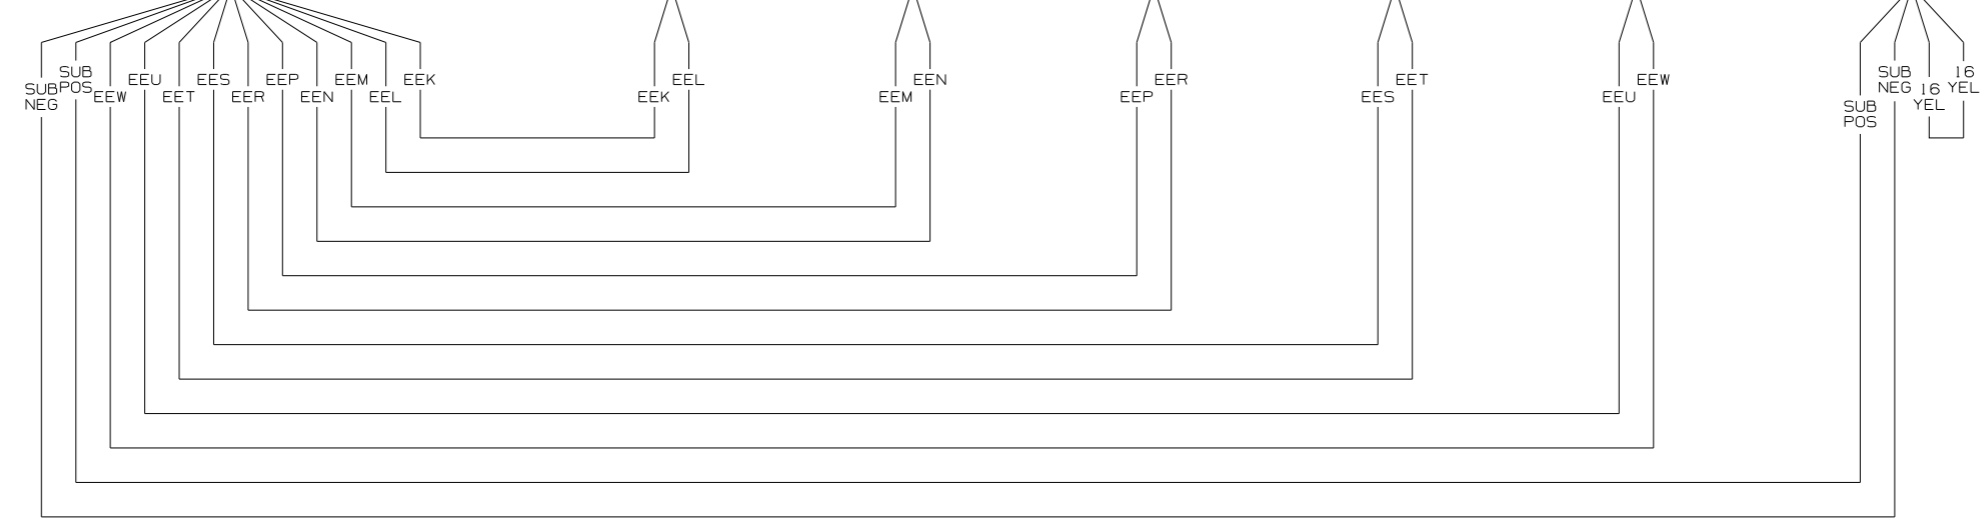 SUB
NEG
SUB
POS
EEW
EEU
EET
EES
EER
EEP
EEN
EEM
EEL
EEK
EEK
EEL
EEM
EEN
EEP
EER
EES
EET
EEU
EEW
SUB
POS
SUB
NEG
16
YEL
16
YEL